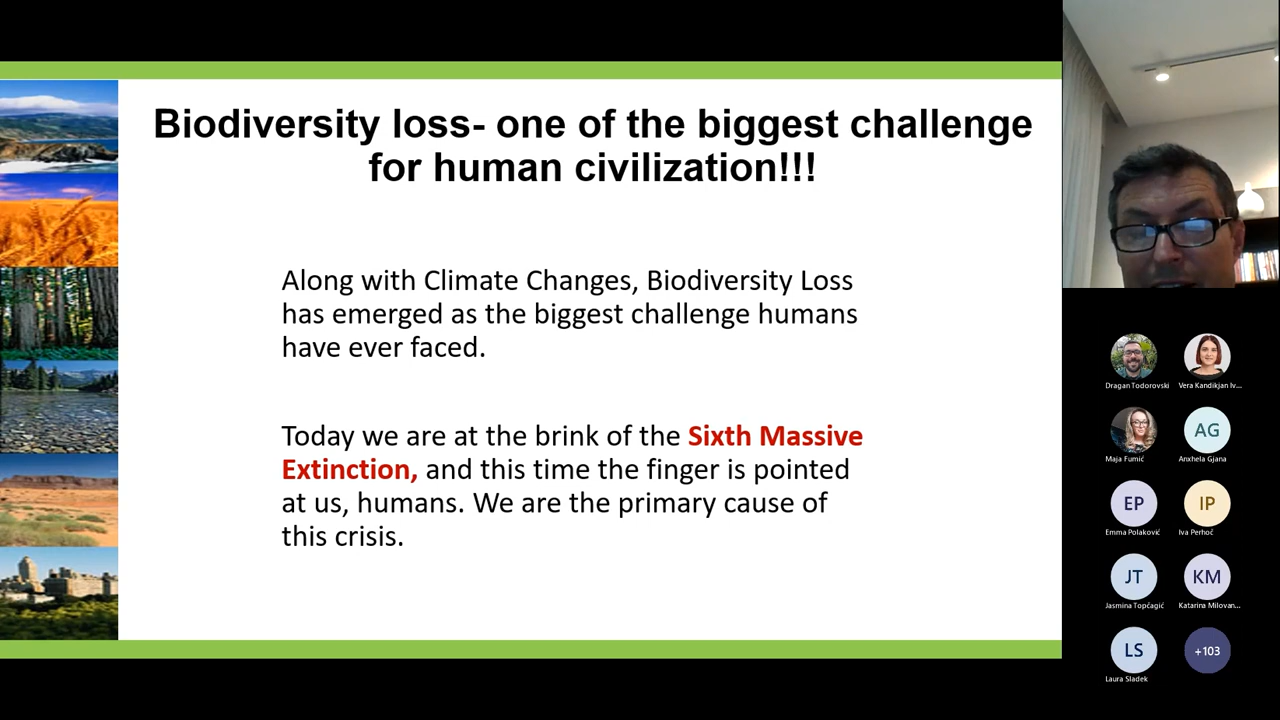 Biodiversity loss- one of the biggest challenge
for human civilization!!!
Along with Climate Changes, Biodiversity Loss
has emerged as the biggest challenge humans
have ever faced.
Today we are at the brink of the Sixth Massive
Extinction, and this time the finger is pointed
at us, humans. We are the primary cause of
this crisis.
Dragan Todorovski
Vera Kandikjan Iv...
Maja Fumić
AG
Anxhela Gjana
EP
Emma Polaković
IP
Iva Perhoč
JT
Jasmina Topčagić
KM
Katarina Milovan...
LS
Laura Sladek
+103